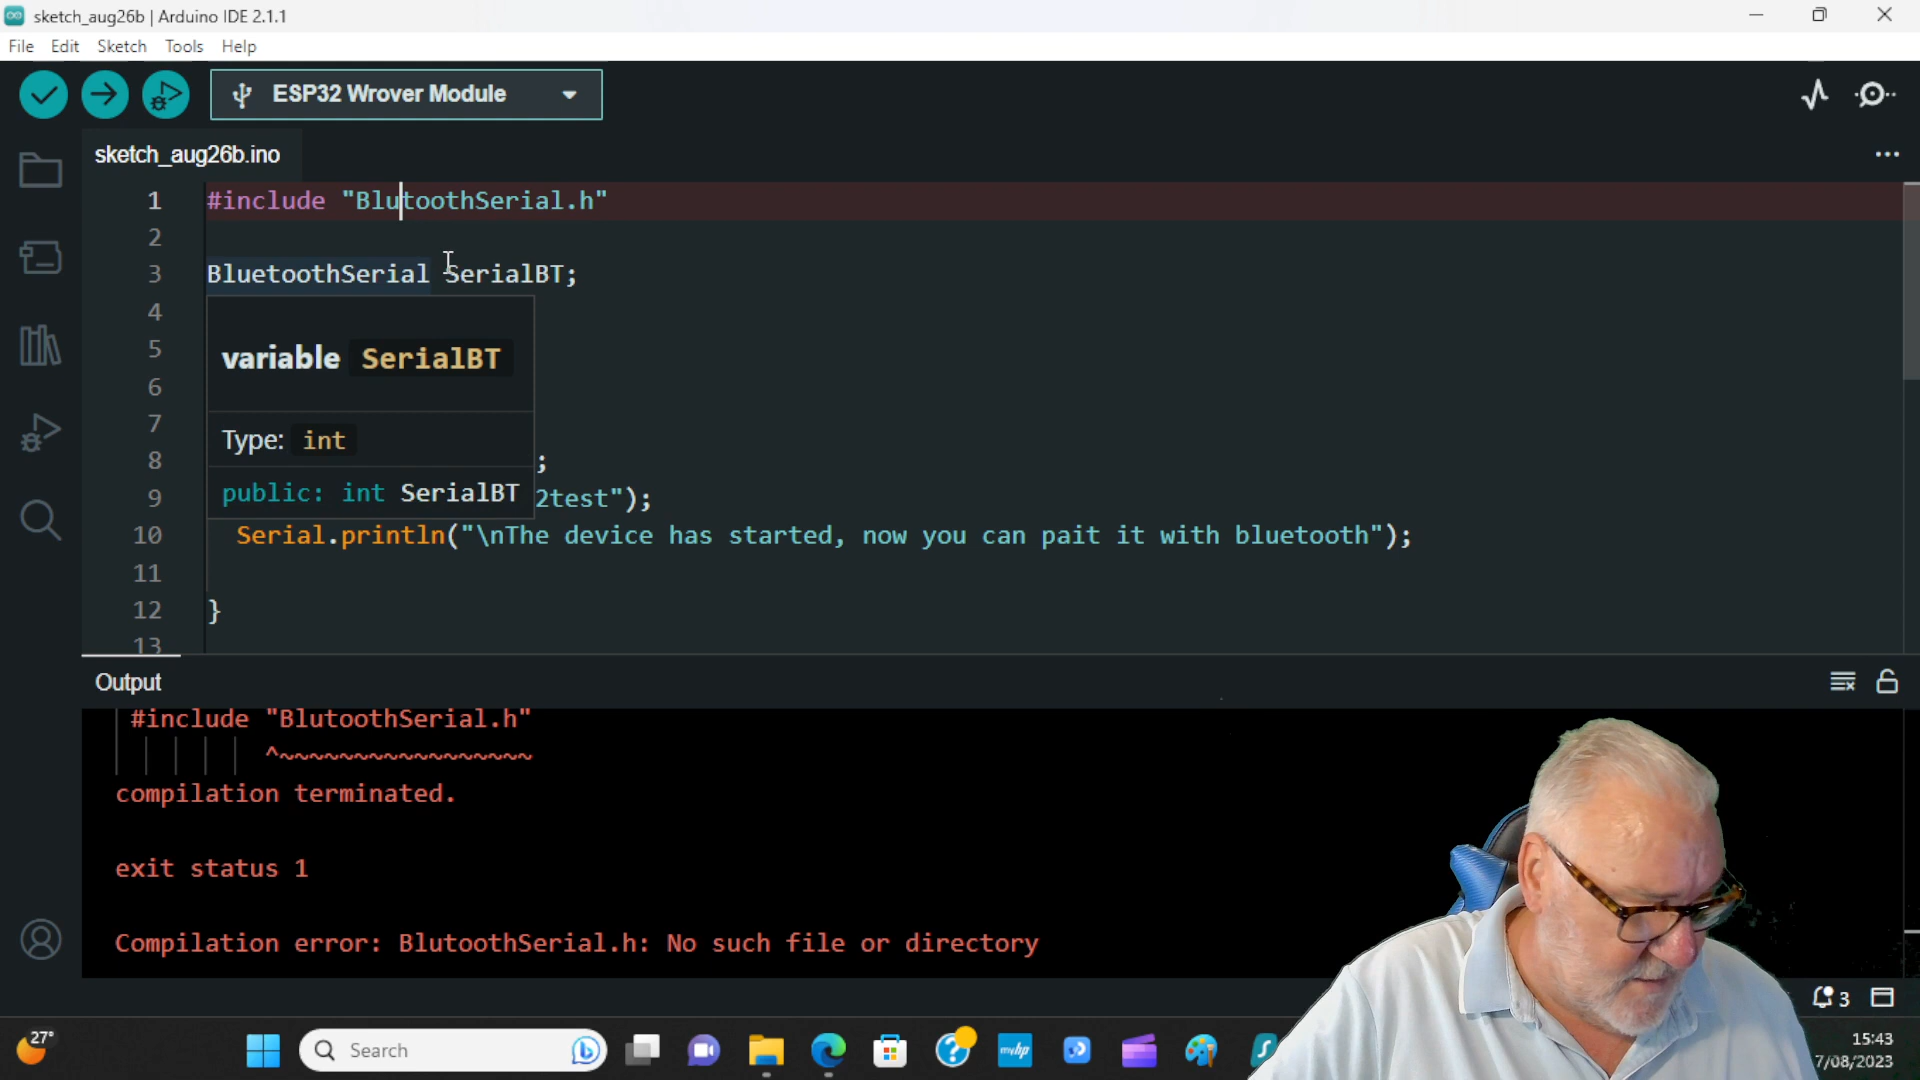 sketch_aug26b | Arduino IDE 2.1.1
File Edit Sketch Tools Help
ESP32 Wrover Module
sketch_aug26b.ino
1 #include "BlutoothSerial.h"
2
3 BluetoothSerial SerialBT;
4
variable SerialBT
5
6
7
Type: int
8 ;
public: int SerialBT
9 2test");
10 Serial.println("\nThe device has started, now you can pait it with bluetooth");
11
12 }
13
Output
#include "BlutoothSerial.h"
^~~~~~~~~~~~~~~~~~
compilation terminated.
exit status 1
Compilation error: BlutoothSerial.h: No such file or directory
3
27°
Search
myhp
15:43
7/08/2023